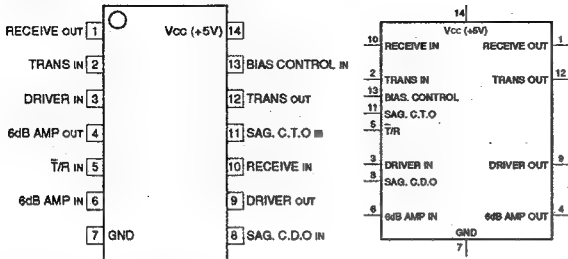 RECEIVE OUT 1
TRANS IN 2
DRIVER IN 3
6dB AMP OUT 4
T̄/R IN 5
6dB AMP IN 6
7 GND
Vcc (+5V) 14
13 BIAS CONTROL IN
12 TRANS OUT
11 SAG. C.T.O IN
10 RECEIVE IN
9 DRIVER OUT
8 SAG. C.D.O IN
14
Vcc (+5V)
10 RECEIVE IN
RECEIVE OUT 1
2 TRANS IN
TRANS OUT 12
13 BIAS. CONTROL
11 SAG. C.T.O
5 T̄/R
3 DRIVER IN
DRIVER OUT 9
8 SAG. C.D.O
6 6dB AMP IN
6dB AMP OUT 4
GND
7